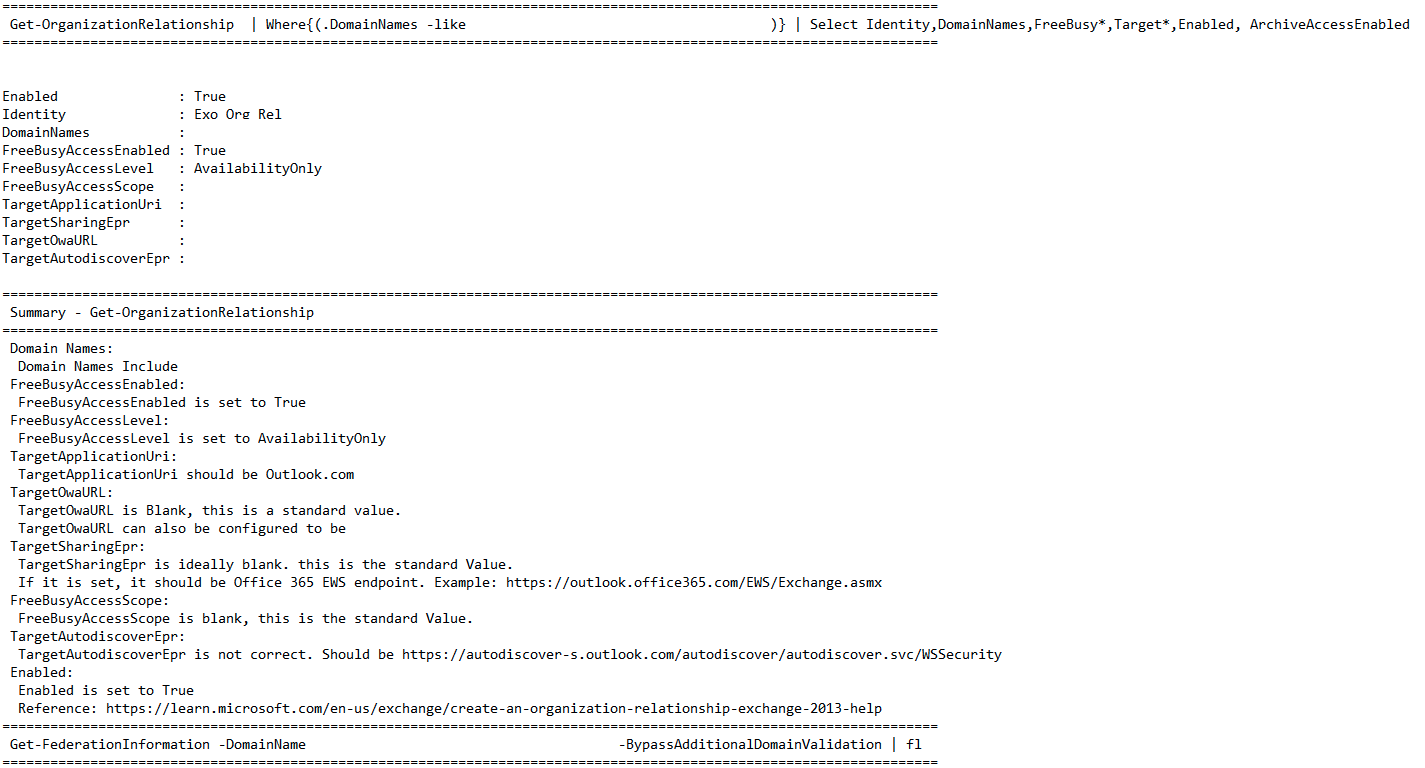 ==========================================================================================================
Get-OrganizationRelationship  | Where{(.DomainNames -like                                      )} | Select Identity,DomainNames,FreeBusy*,Target*,Enabled, ArchiveAccessEnabled
==========================================================================================================
Enabled               : True
Identity              : Exo Org Rel
DomainNames           :
FreeBusyAccessEnabled : True
FreeBusyAccessLevel   : AvailabilityOnly
FreeBusyAccessScope   :
TargetApplicationUri  :
TargetSharingEpr      :
TargetOwaURL          :
TargetAutodiscoverEpr :
==========================================================================================================
Summary - Get-OrganizationRelationship
==========================================================================================================
Domain Names:
Domain Names Include
FreeBusyAccessEnabled:
FreeBusyAccessEnabled is set to True
FreeBusyAccessLevel:
FreeBusyAccessLevel is set to AvailabilityOnly
TargetApplicationUri:
TargetApplicationUri should be Outlook.com
TargetOwaURL:
TargetOwaURL is Blank, this is a standard value.
TargetOwaURL can also be configured to be
TargetSharingEpr:
TargetSharingEpr is ideally blank. this is the standard Value.
If it is set, it should be Office 365 EWS endpoint. Example: https://outlook.office365.com/EWS/Exchange.asmx
FreeBusyAccessScope:
FreeBusyAccessScope is blank, this is the standard Value.
TargetAutodiscoverEpr:
TargetAutodiscoverEpr is not correct. Should be https://autodiscover-s.outlook.com/autodiscover/autodiscover.svc/WSSecurity
Enabled:
Enabled is set to True
Reference: https://learn.microsoft.com/en-us/exchange/create-an-organization-relationship-exchange-2013-help
==========================================================================================================
Get-FederationInformation -DomainName                                       -BypassAdditionalDomainValidation | fl
==========================================================================================================